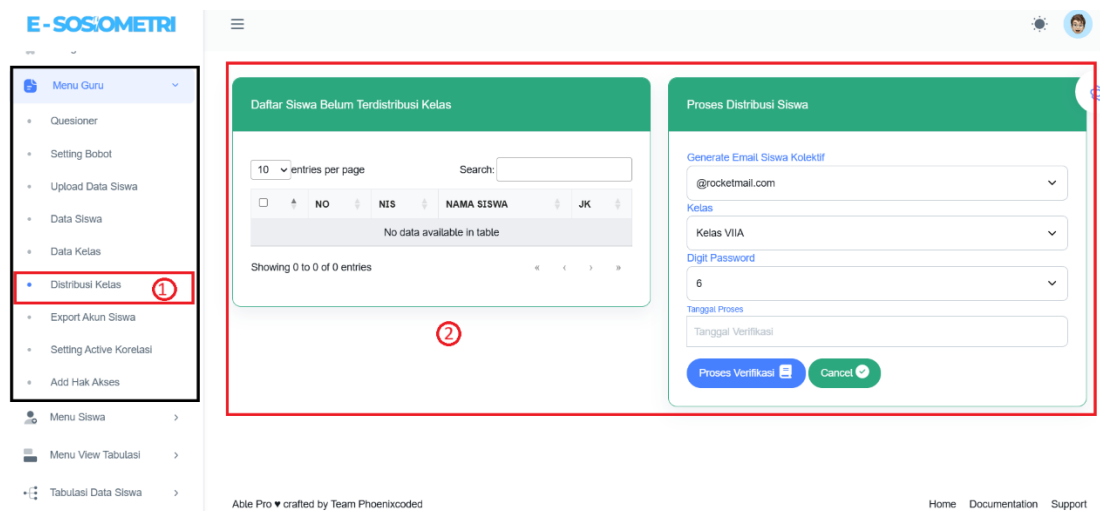 E-SOSIOMETRI
Menu Guru
Quesioner
Setting Bobot
Upload Data Siswa
Data Siswa
Data Kelas
Distribusi Kelas
1
Export Akun Siswa
Setting Active Korelasi
Add Hak Akses
Menu Siswa
Menu View Tabulasi
Tabulasi Data Siswa
Daftar Siswa Belum Terdistribusi Kelas
10 entries per page Search:
NO NIS NAMA SISWA JK
No data available in table
Showing 0 to 0 of 0 entries « ‹ › »
2
Proses Distribusi Siswa
Generate Email Siswa Kolektif
@rocketmail.com
Kelas
Kelas VIIA
Digit Password
6
Tanggal Proses
Tanggal Verifikasi
Proses Verifikasi Cancel
Able Pro ♥ crafted by Team Phoenixcoded Home Documentation Support